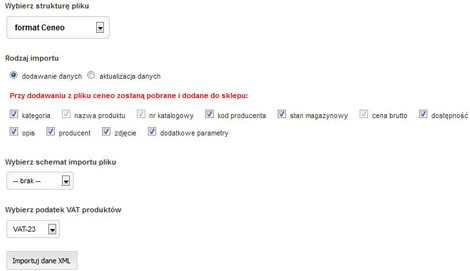 Wybierz strukturę pliku
format Ceneo
Rodzaj importu
dodawanie danych aktualizacja danych
Przy dodawaniu z pliku ceneo zostaną pobrane i dodane do sklepu:
kategoria nazwa produktu nr katalogowy kod producenta stan magazynowy cena brutto dostępność
opis producent zdjęcie dodatkowe parametry
Wybierz schemat importu pliku
-- brak --
Wybierz podatek VAT produktów
VAT-23
Importuj dane XML